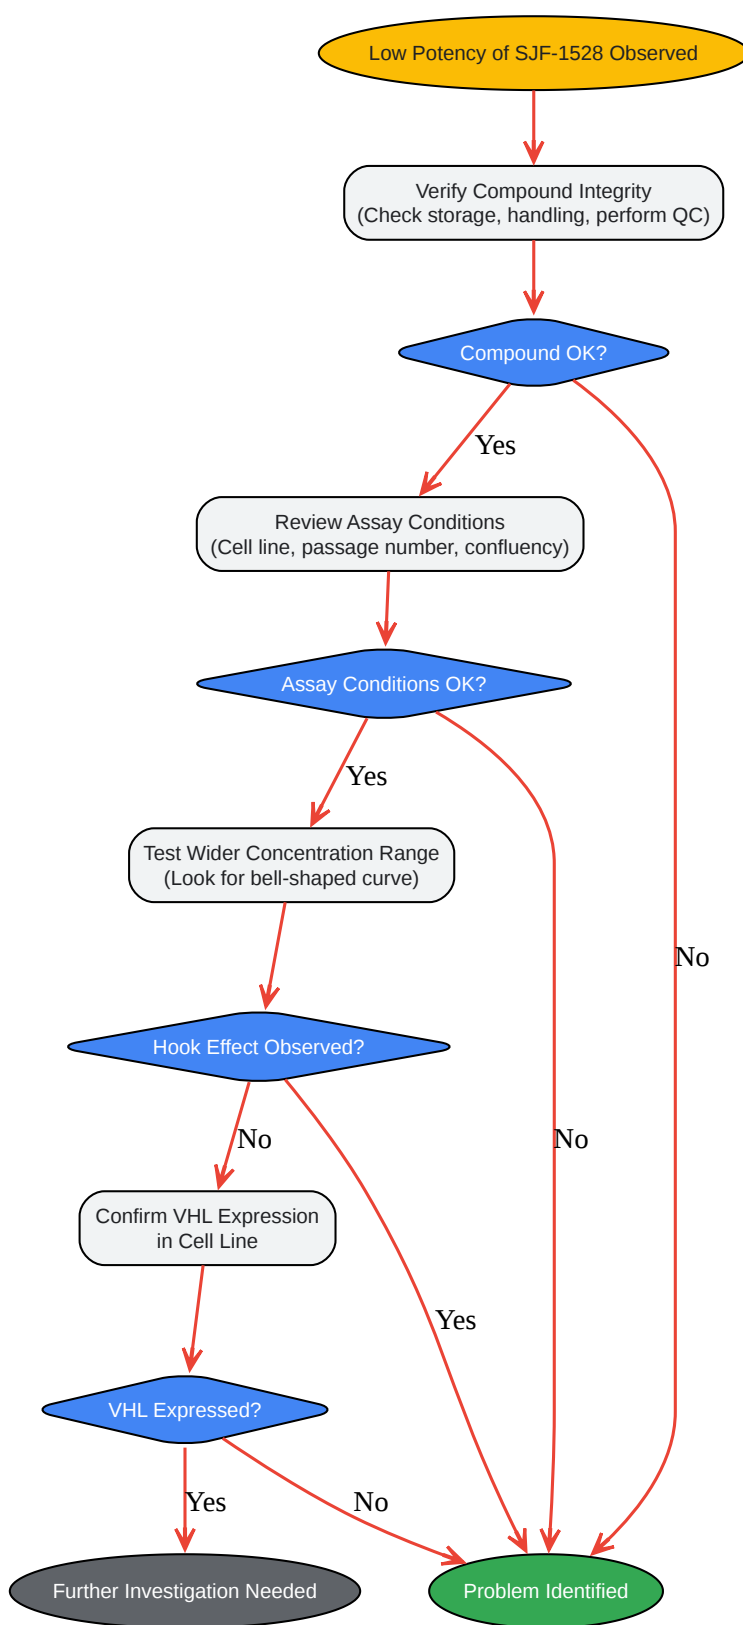 Low Potency of SJF-1528 Observed
Verify Compound Integrity
(Check storage, handling, perform QC)
Compound OK?
Yes
Review Assay Conditions
(Cell line, passage number, confluency)
Assay Conditions OK?
Yes
Test Wider Concentration Range
(Look for bell-shaped curve)
No
Hook Effect Observed?
No
No
Confirm VHL Expression
in Cell Line
Yes
VHL Expressed?
Yes
No
Further Investigation Needed
Problem Identified